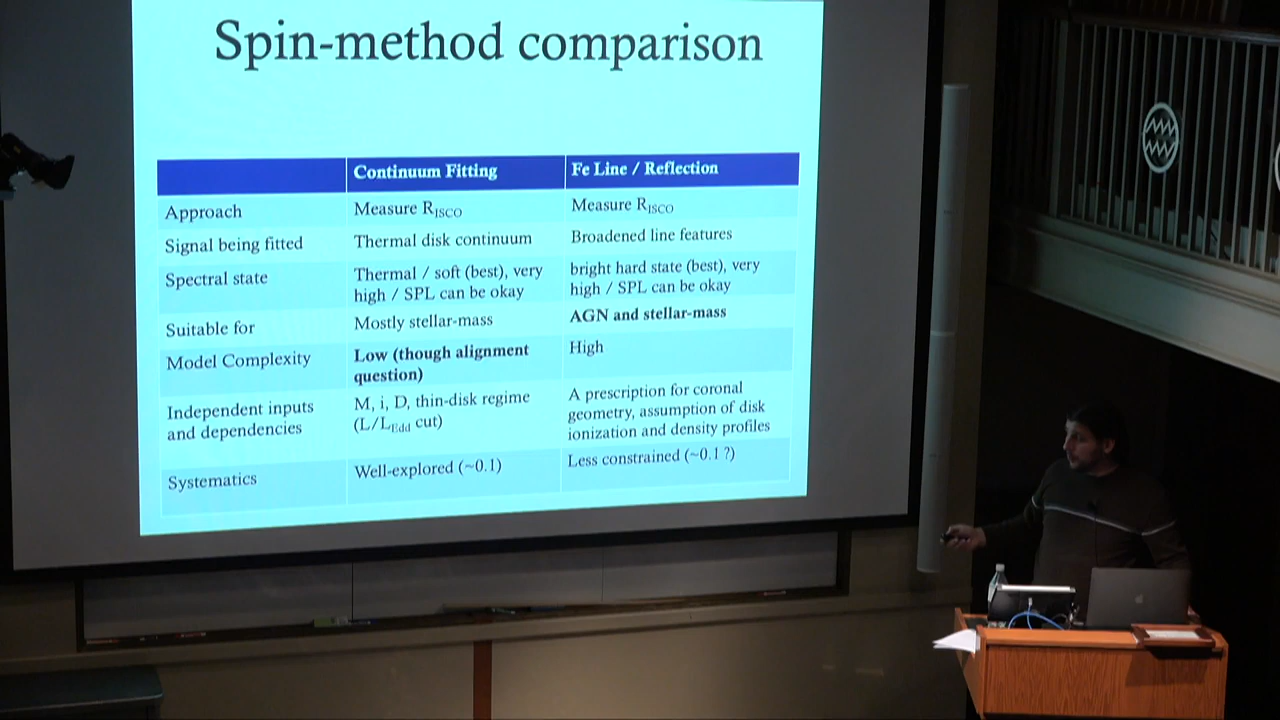 Spin-method comparison
Continuum Fitting
Fe Line / Reflection
Approach
Measure R_ISCO
Measure R_ISCO
Signal being fitted
Thermal disk continuum
Broadened line features
Spectral state
Thermal / soft (best), very
high / SPL can be okay
bright hard state (best), very
high / SPL can be okay
Suitable for
Mostly stellar-mass
AGN and stellar-mass
Model Complexity
Low (though alignment
question)
High
Independent inputs
and dependencies
M, i, D, thin-disk regime
(L/L_Edd cut)
A prescription for coronal
geometry, assumption of disk
ionization and density profiles
Systematics
Well-explored (~0.1)
Less constrained (~0.1 ?)